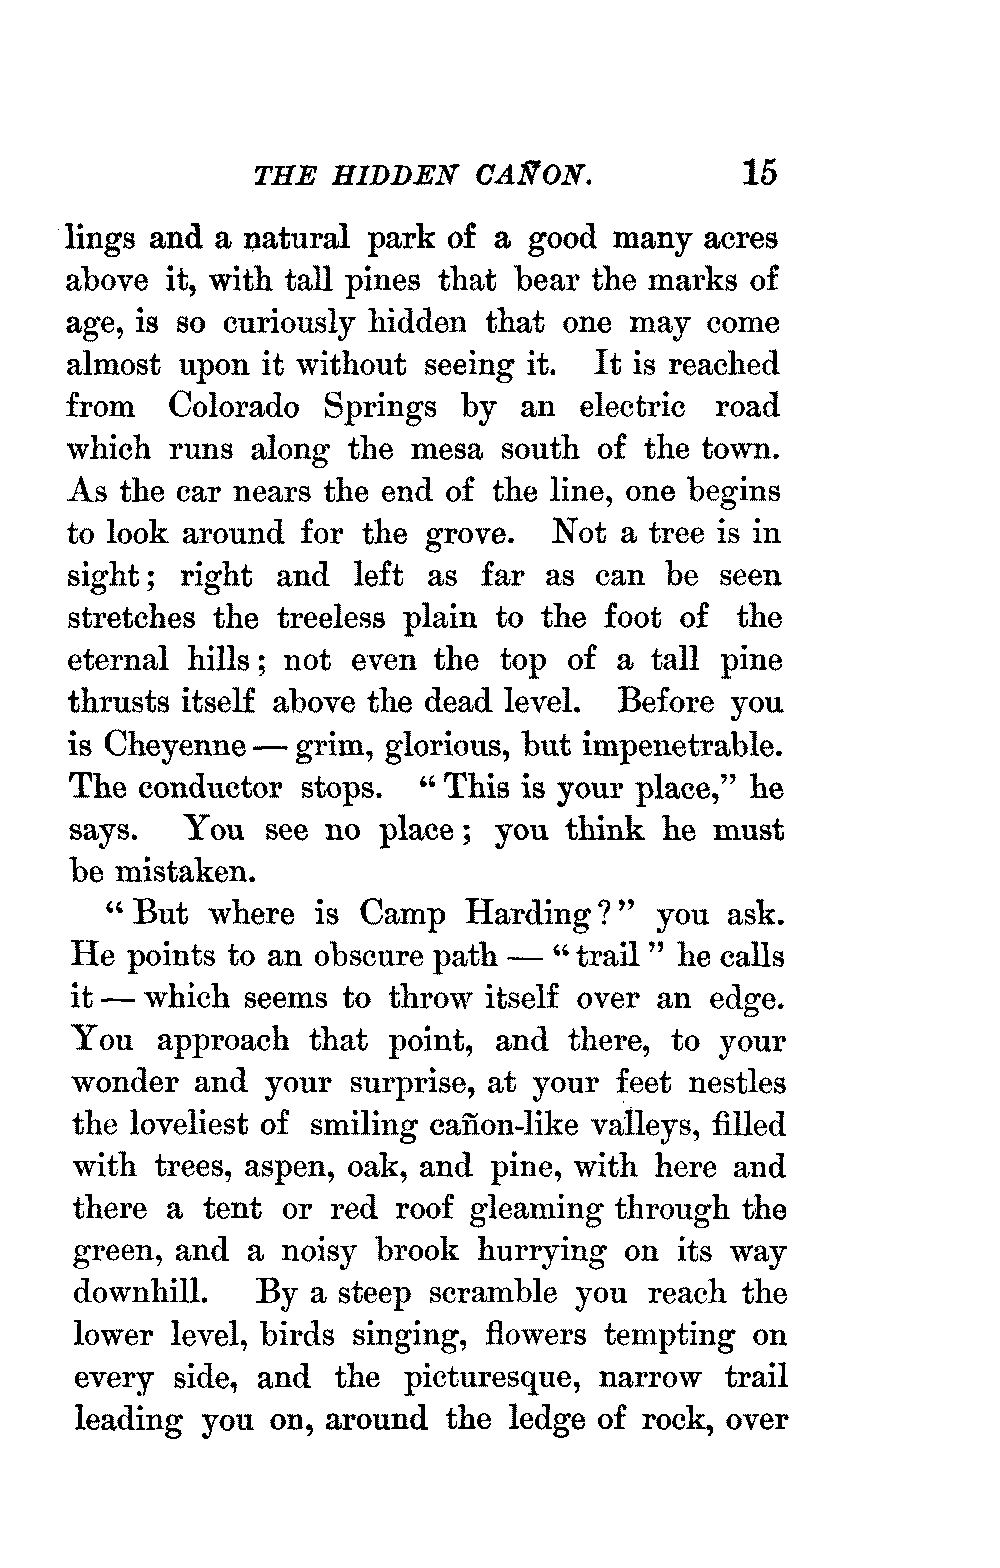 THE HIDDEN CAÑON. 15
lings and a natural park of a good many acres
above it, with tall pines that bear the marks of
age, is so curiously hidden that one may come
almost upon it without seeing it. It is reached
from Colorado Springs by an electric road
which runs along the mesa south of the town.
As the car nears the end of the line, one begins
to look around for the grove. Not a tree is in
sight; right and left as far as can be seen
stretches the treeless plain to the foot of the
eternal hills; not even the top of a tall pine
thrusts itself above the dead level. Before you
is Cheyenne — grim, glorious, but impenetrable.
The conductor stops. “This is your place,” he
says. You see no place; you think he must
be mistaken.
“But where is Camp Harding?” you ask.
He points to an obscure path — “trail” he calls
it — which seems to throw itself over an edge.
You approach that point, and there, to your
wonder and your surprise, at your feet nestles
the loveliest of smiling cañon-like valleys, filled
with trees, aspen, oak, and pine, with here and
there a tent or red roof gleaming through the
green, and a noisy brook hurrying on its way
downhill. By a steep scramble you reach the
lower level, birds singing, flowers tempting on
every side, and the picturesque, narrow trail
leading you on, around the ledge of rock, over